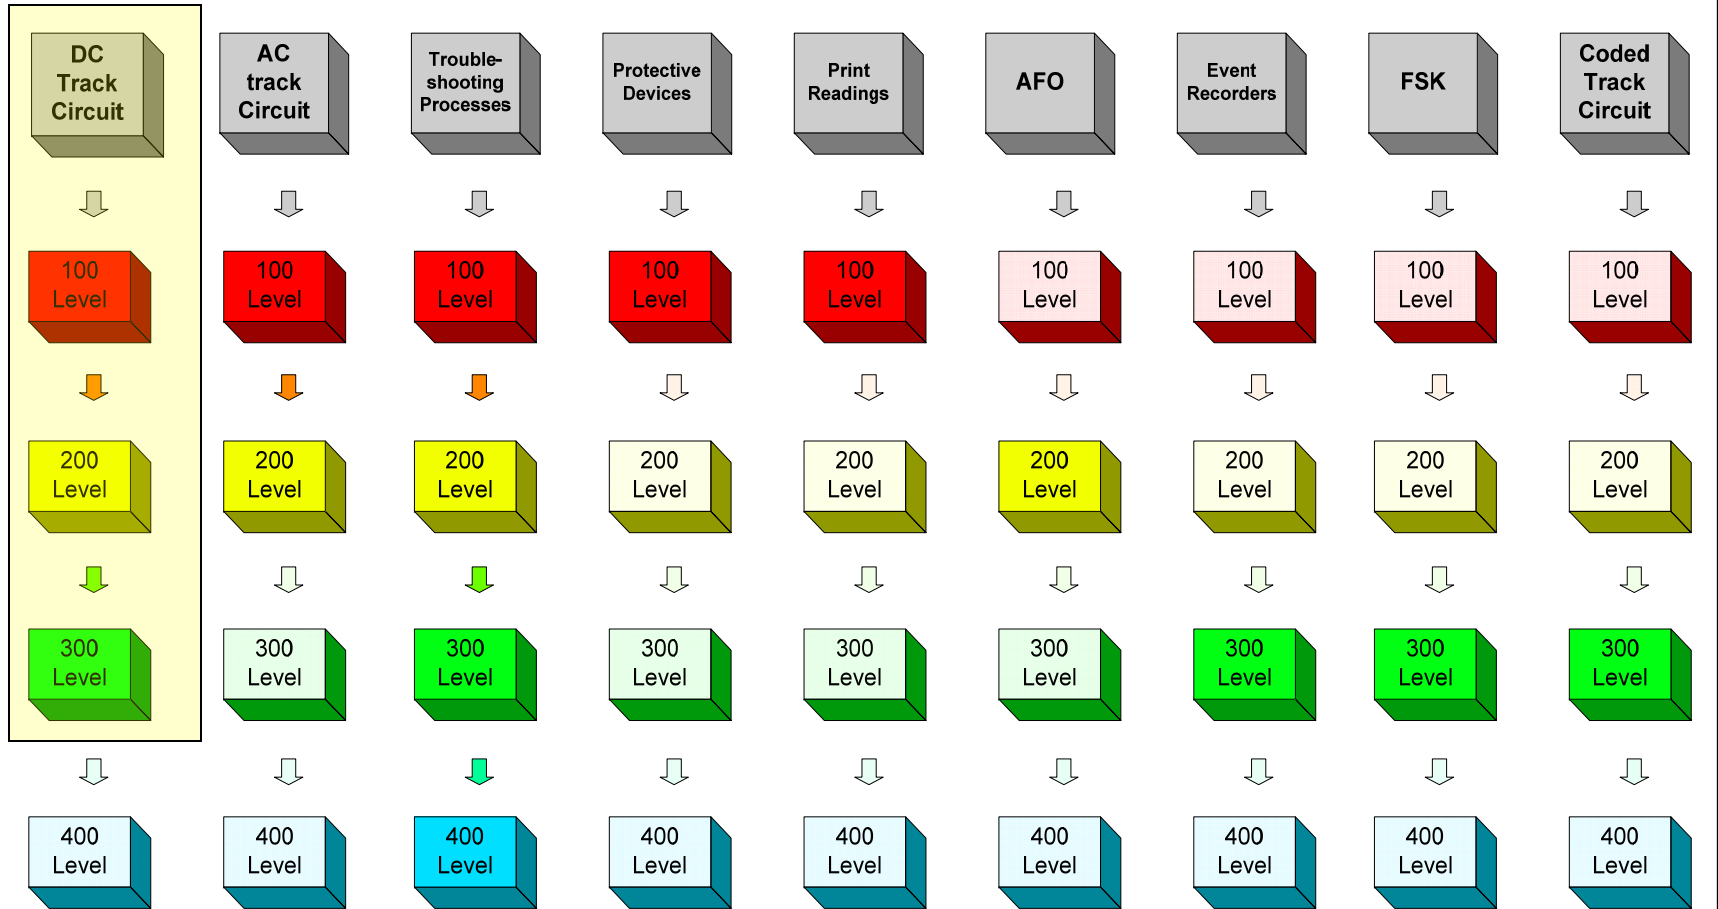 DC
Track
Circuit
AC
track
Circuit
Trouble-
shooting
Processes
Protective
Devices
Print
Readings
AFO
Event
Recorders
FSK
Coded
Track
Circuit
100
Level
100
Level
100
Level
100
Level
100
Level
100
Level
100
Level
100
Level
100
Level
200
Level
200
Level
200
Level
200
Level
200
Level
200
Level
200
Level
200
Level
200
Level
300
Level
300
Level
300
Level
300
Level
300
Level
300
Level
300
Level
300
Level
300
Level
400
Level
400
Level
400
Level
400
Level
400
Level
400
Level
400
Level
400
Level
400
Level